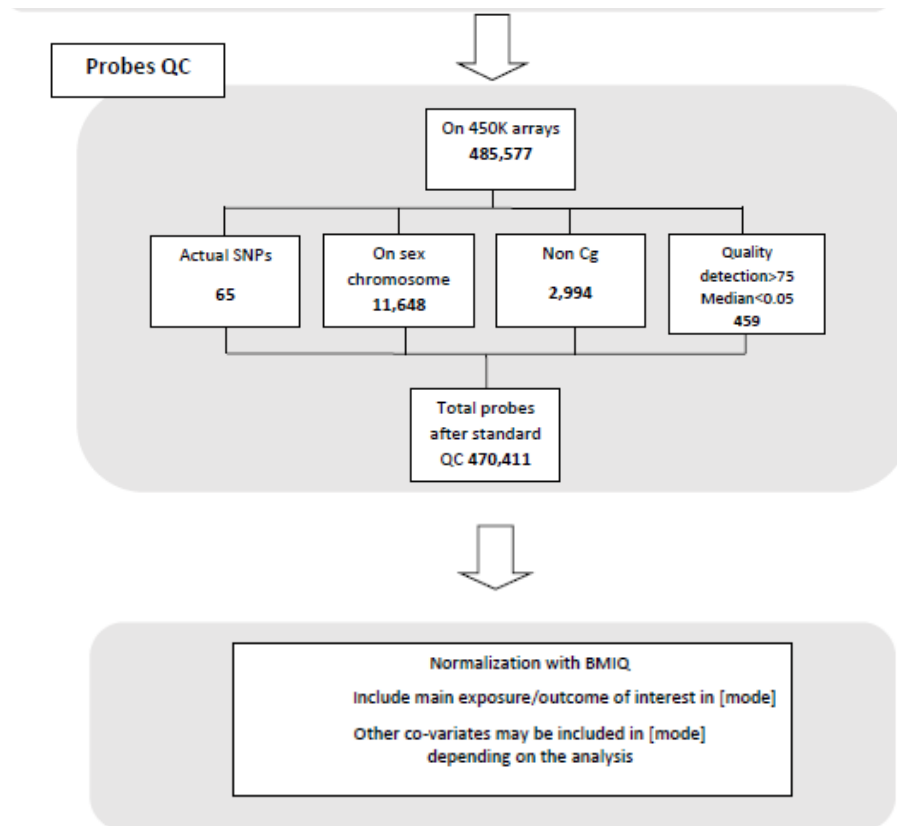 Probes QC
On 450K arrays
485,577
Actual SNPs
65
On sex
chromosome
11,648
Non Cg
2,994
Quality
detection>75
Median<0.05
459
Total probes
after standard
QC 470,411
Normalization with BMIQ
Include main exposure/outcome of interest in [mode]
Other co-variates may be included in [mode]
depending on the analysis